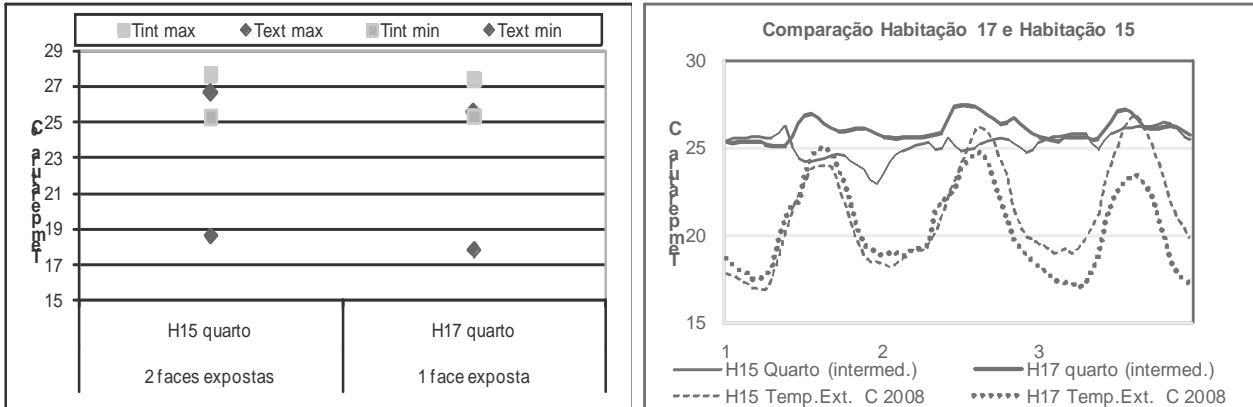 Tint max Text max Tint min Text min
29
27
25
23
21
19
17
15
Temperatura C
H15 quarto H17 quarto
2 faces expostas 1 face exposta
Comparação Habitação 17 e Habitação 15
30
25
20
15
Temperatura C
1 2 3
H15 Quarto (intermed.) H17 quarto (intermed.)
H15 Temp.Ext. C 2008 H17 Temp.Ext. C 2008